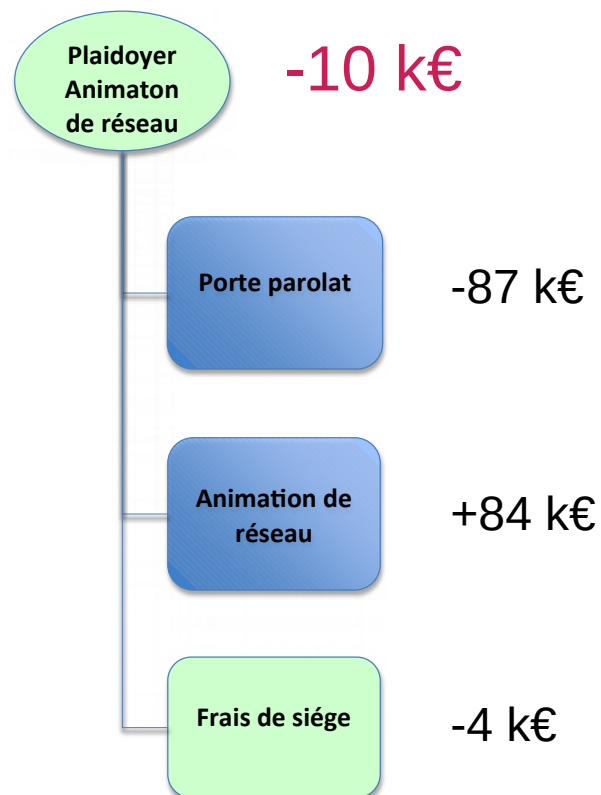 Plaidoyer
Animaton
de réseau
-10 k€
Porte parolat
-87 k€
Animation de
réseau
+84 k€
Frais de siége
-4 k€